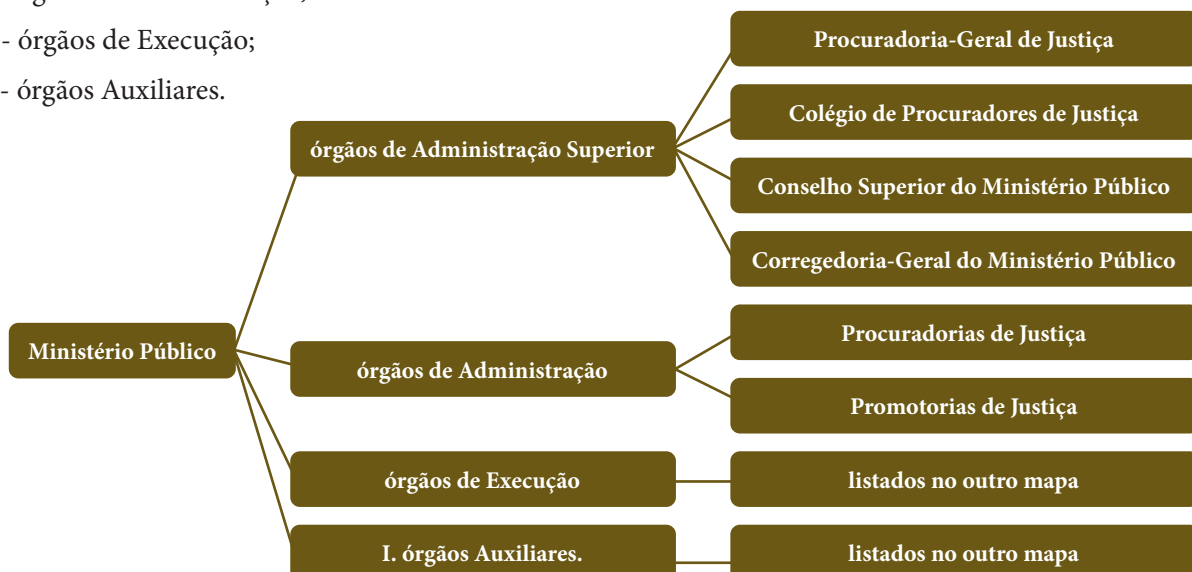 - órgãos de Execução;
- órgãos Auxiliares.
Ministério Público
órgãos de Administração Superior
Procuradoria-Geral de Justiça
Colégio de Procuradores de Justiça
Conselho Superior do Ministério Público
Corregedoria-Geral do Ministério Público
órgãos de Administração
Procuradorias de Justiça
Promotorias de Justiça
órgãos de Execução
listados no outro mapa
I. órgãos Auxiliares.
listados no outro mapa